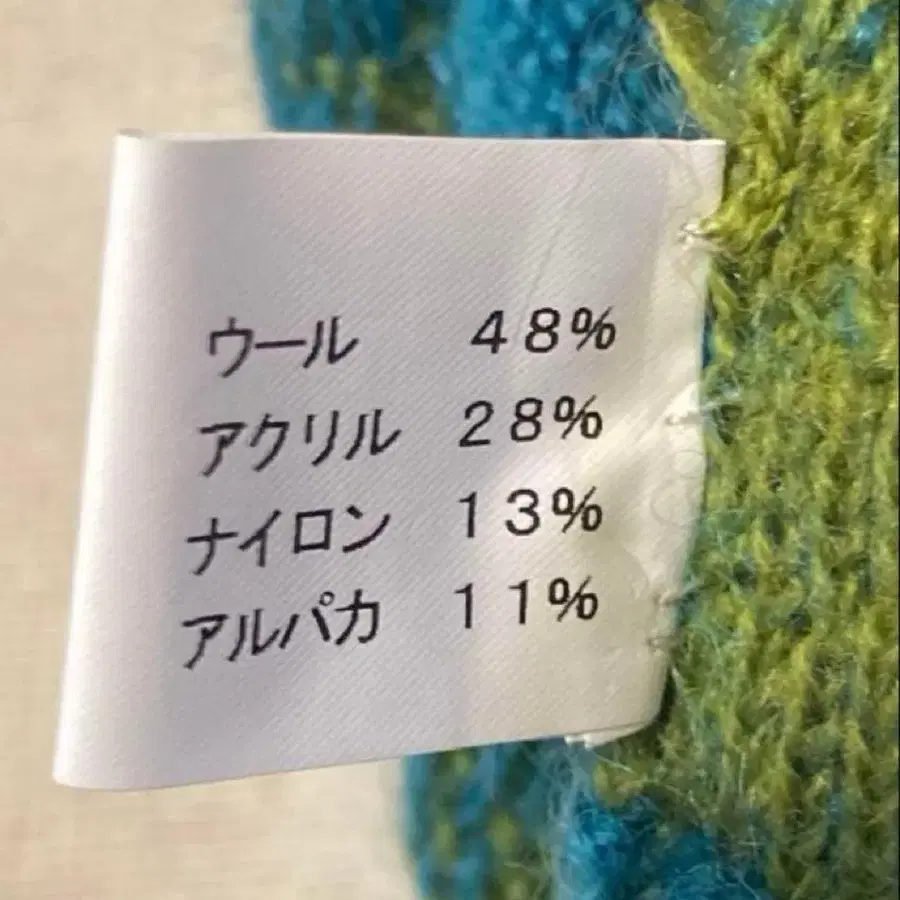 ウール 48%
アクリル 28%
ナイロン 13%
アルパカ 11%